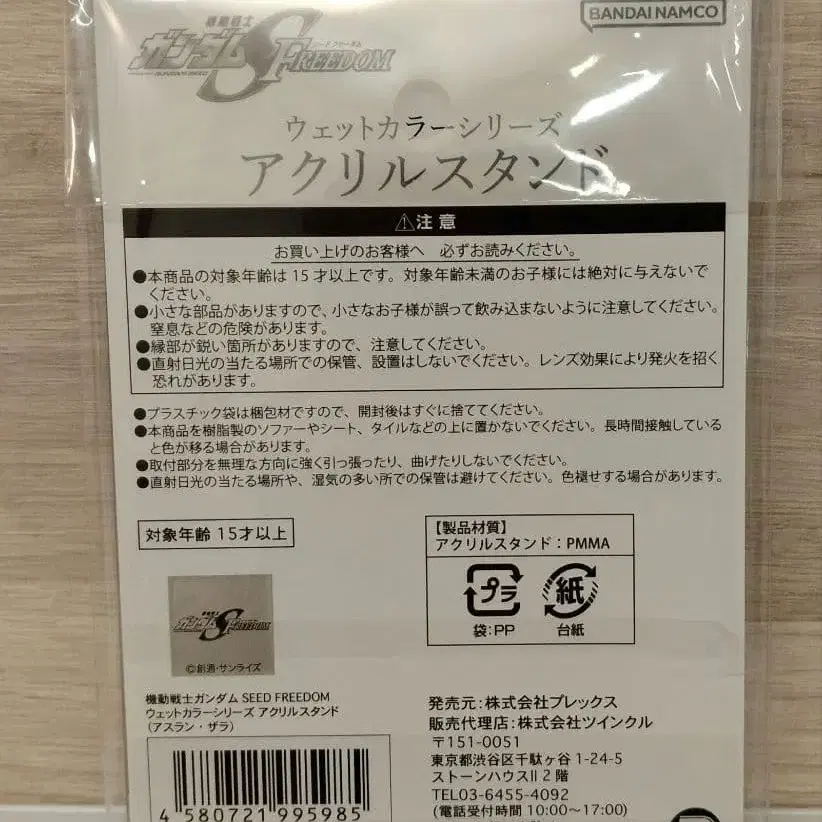 機動戦士
ガンダムSEED FREEDOM
シード フリーダム
GUNDAM SEED
BANDAI NAMCO
ウェットカラーシリーズ
アクリルスタンド
⚠注意
お買い上げのお客様へ 必ずお読みください。
●本商品の対象年齢は15才以上です。対象年齢未満のお子様には絶対に与えないで
ください。
●小さな部品がありますので、小さなお子様が誤って飲み込まないように注意してください。
窒息などの危険があります。
●縁部が鋭い箇所がありますので、注意してください。
●直射日光の当たる場所での保管、設置はしないでください。レンズ効果により発火を招く
恐れがあります。
●プラスチック袋は梱包材ですので、開封後はすぐに捨ててください。
●本商品を樹脂製のソファーやシート、タイルなどの上に置かないでください。長時間接触している
と色が移る場合があります。
●取付部分を無理な方向に強く引っ張ったり、曲げたりしないでください。
●直射日光の当たる場所や、湿気の多い所での保管は避けてください。色褪せする場合があります。
対象年齢 15才以上
【製品材質】
アクリルスタンド：PMMA
プラ
紙
袋：PP
台紙
ガンダムSEED FREEDOM
©創通・サンライズ
機動戦士ガンダム SEED FREEDOM
ウェットカラーシリーズ アクリルスタンド
（アスラン・ザラ）
4 580721 995985
発売元：株式会社プレックス
販売代理店：株式会社ツインクル
〒151-0051
東京都渋谷区千駄ヶ谷 1-24-5
ストーンハウスⅡ 2階
TEL03-6455-4092
（電話受付時間 10:00～17:00）